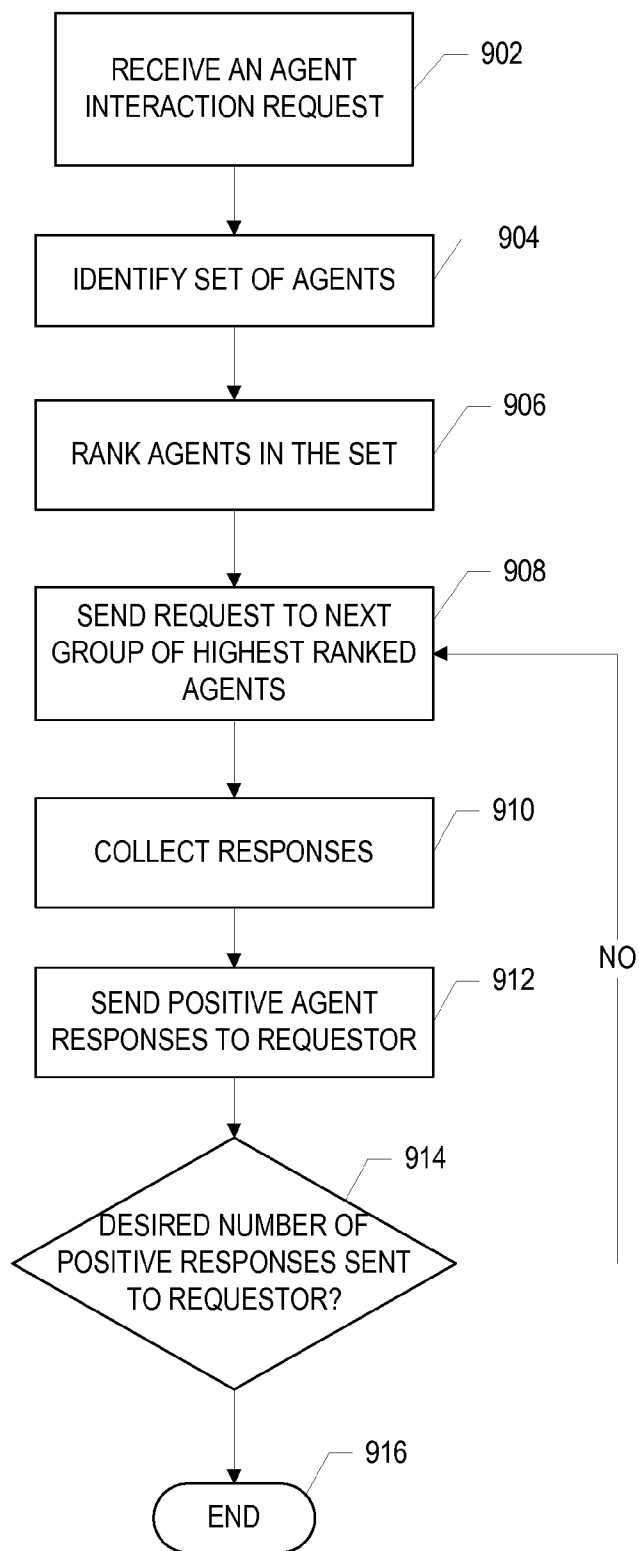 RECEIVE AN AGENT
INTERACTION REQUEST
902
IDENTIFY SET OF AGENTS
904
RANK AGENTS IN THE SET
906
SEND REQUEST TO NEXT
GROUP OF HIGHEST RANKED
AGENTS
908
COLLECT RESPONSES
910
SEND POSITIVE AGENT
RESPONSES TO REQUESTOR
912
NO
DESIRED NUMBER OF
POSITIVE RESPONSES SENT
TO REQUESTOR?
914
END
916